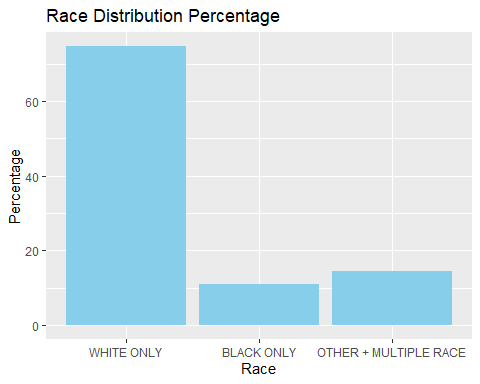 Race Distribution Percentage
Percentage
60
40
20
0
WHITE ONLY
BLACK ONLY
OTHER + MULTIPLE RACE
Race